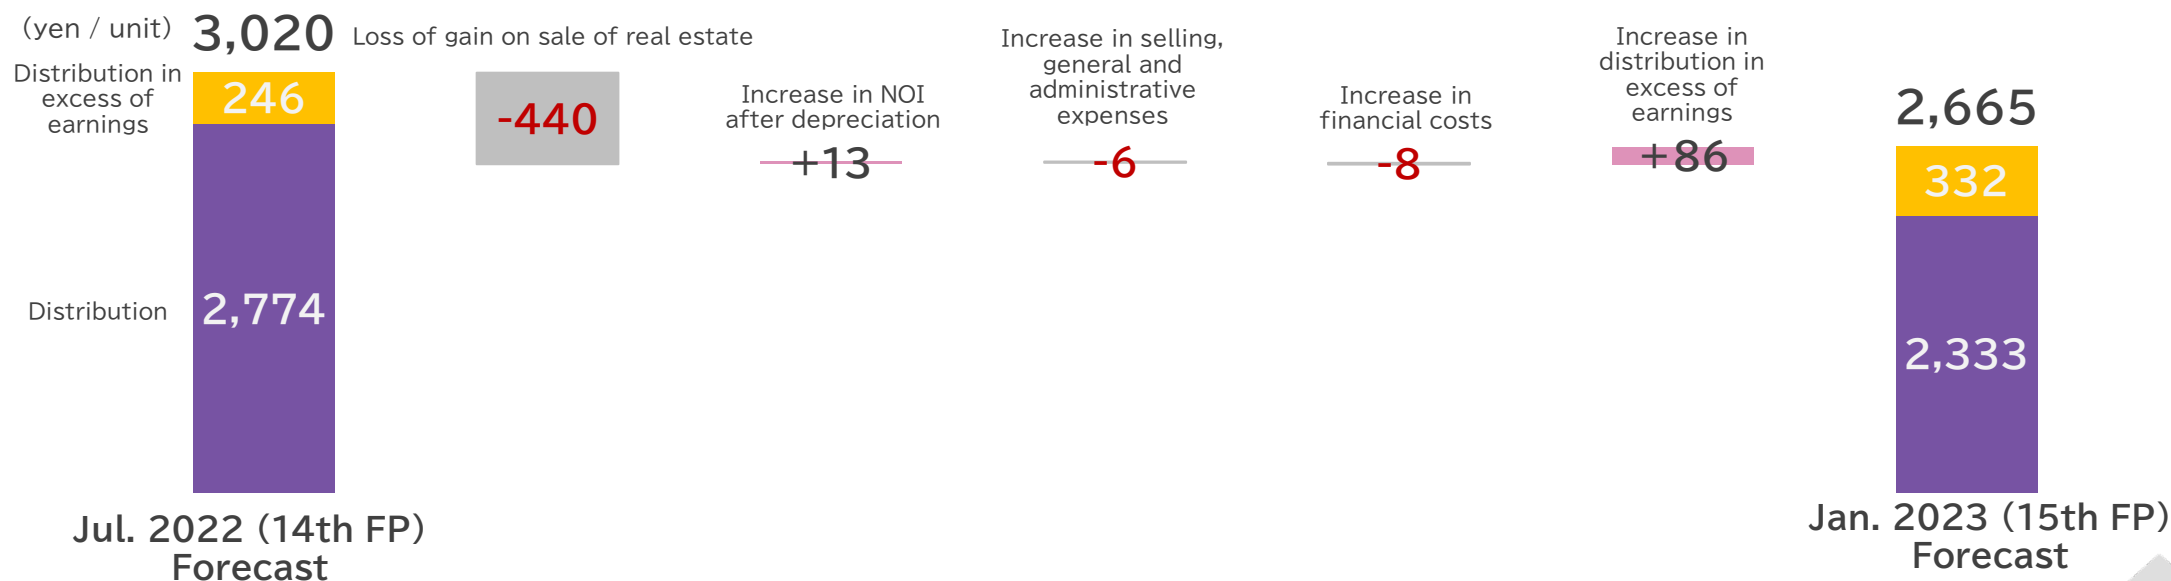 (yen / unit)
3,020
Distribution in
excess of
earnings
246
Distribution
2,774
Jul. 2022 (14th FP)
Forecast
Loss of gain on sale of real estate
-440
Increase in NOI
after depreciation
+13
Increase in selling,
general and
administrative
expenses
-6
Increase in
financial costs
-8
Increase in
distribution in
excess of
earnings
+86
2,665
332
2,333
Jan. 2023 (15th FP)
Forecast